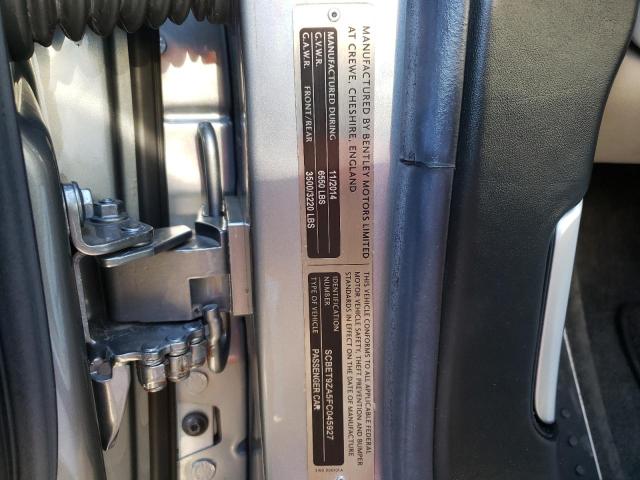 MANUFACTURED BY BENTLEY MOTORS LIMITED
AT CREWE, CHESHIRE, ENGLAND
MANUFACTURED DURING 11/2014
G.V.W.R. 6550 LBS
G.A.W.R. FRONT/REAR 3500/3220 LBS
THIS VEHICLE CONFORMS TO ALL APPLICABLE FEDERAL
MOTOR VEHICLE SAFETY, THEFT PREVENTION AND BUMPER
STANDARDS IN EFFECT ON THE DATE OF MANUFACTURE
IDENTIFICATION
NUMBER SCBET9ZA5FC045927
TYPE OF VEHICLE PASSENGER CAR